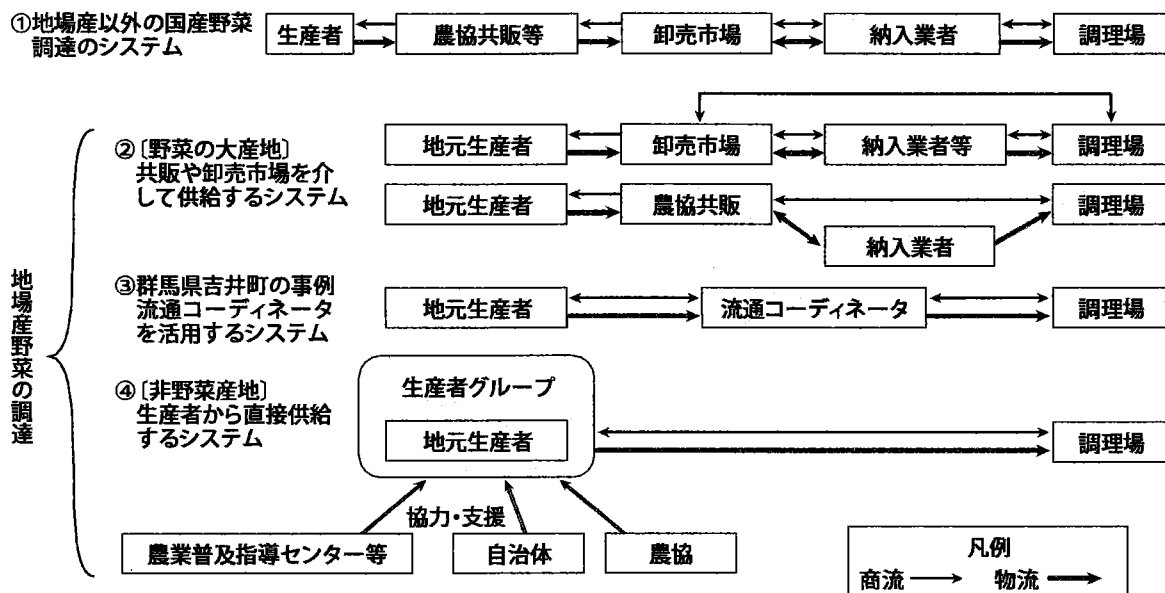 ①地場産以外の国産野菜
調達のシステム
生産者 農協共販等 卸売市場 納入業者 調理場
地場産野菜の調達
②〔野菜の大産地〕
共販や卸売市場を介
して供給するシステム
地元生産者 卸売市場 納入業者等 調理場
地元生産者 農協共販 調理場
納入業者
③群馬県吉井町の事例
流通コーディネータ
を活用するシステム
地元生産者 流通コーディネータ 調理場
④〔非野菜産地〕
生産者から直接供給
するシステム
生産者グループ
地元生産者 調理場
協力・支援
農業普及指導センター等 自治体 農協
凡例
商流 物流